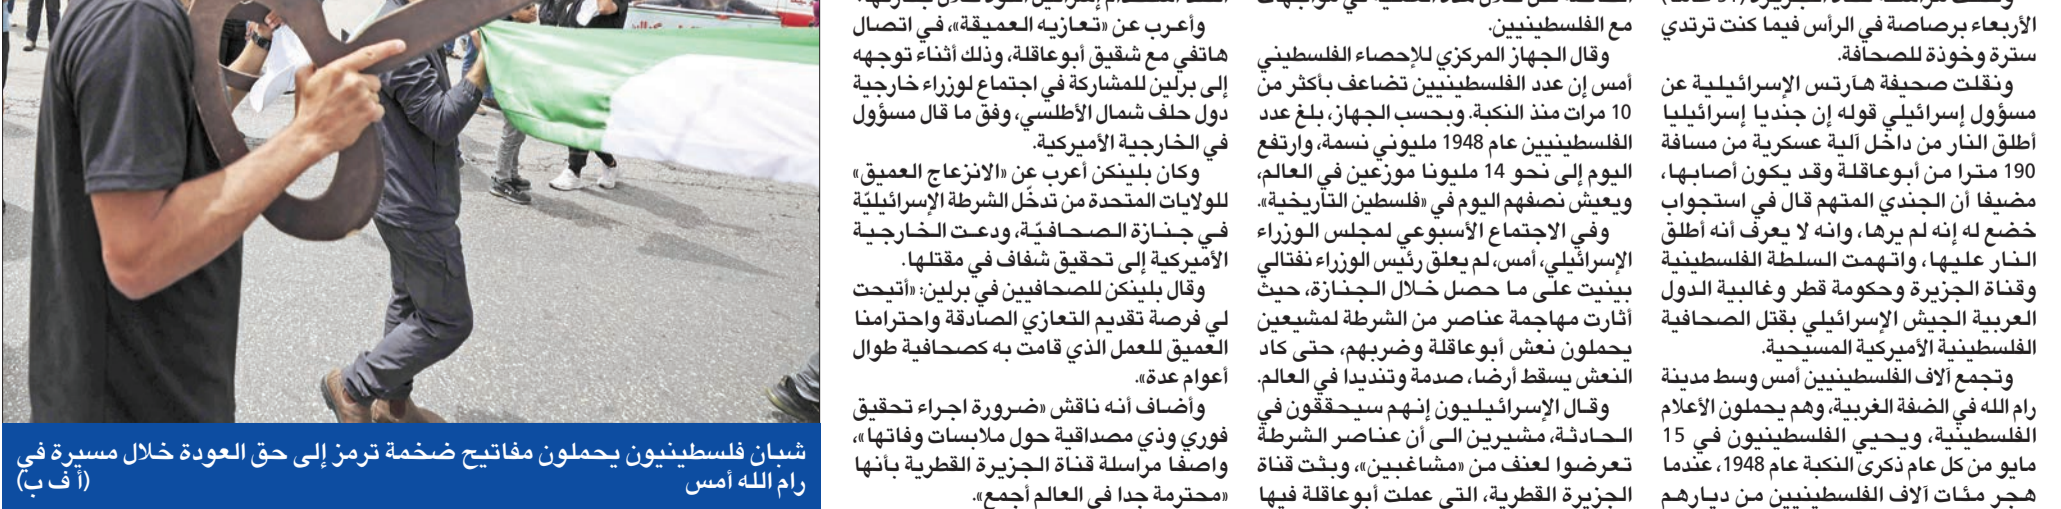 الأربعاء برصاصة في الرأس فيما كنت ترتدي
سترة وخوذة للصحافة.
ونقلت صحيفة هآرتس الإسرائيلية عن
مسؤول إسرائيلي قوله إن جنديا إسرائيليا
أطلق النار من داخل آلية عسكرية من مسافة
190 مترا من أبوعاقلة وقد يكون أصابها،
مضيفا أن الجندي المتهم قال في استجواب
خضع له إنه لم يرها، وانه لا يعرف أنه أطلق
النار عليها، واتهمت السلطة الفلسطينية
وقناة الجزيرة وحكومة قطر وغالبية الدول
العربية الجيش الإسرائيلي بقتل الصحافية
الفلسطينية الأميركية المسيحية.
وتجمع آلاف الفلسطينيين أمس وسط مدينة
رام الله في الضفة الغربية، وهم يحملون الأعلام
الفلسطينية، ويحيي الفلسطينيون في 15
مايو من كل عام ذكرى النكبة عام 1948، عندما
هجر مئات آلاف الفلسطينيين من ديارهم
مع الفلسطينيين.
وقال الجهاز المركزي للإحصاء الفلسطيني
أمس إن عدد الفلسطينيين تضاعف بأكثر من
10 مرات منذ النكبة. وبحسب الجهاز، بلغ عدد
الفلسطينيين عام 1948 مليوني نسمة، وارتفع
اليوم إلى نحو 14 مليونا موزعين في العالم،
ويعيش نصفهم اليوم في «فلسطين التاريخية».
وفي الاجتماع الأسبوعي لمجلس الوزراء
الإسرائيلي، أمس، لم يعلق رئيس الوزراء نفتالي
بينيت على ما حصل خلال الجنازة، حيث
أثارت مهاجمة عناصر من الشرطة لمشيعين
يحملون نعش أبوعاقلة وضربهم، حتى كاد
النعش يسقط أرضا، صدمة وتنديدا في العالم.
وقال الإسرائيليون إنهم سيحققون في
الحادثة، مشيرين الى أن عناصر الشرطة
تعرضوا لعنف من «مشاغبين»، وبثت قناة
الجزيرة القطرية، التي عملت أبوعاقلة فيها
وأعرب عن «تعازيه العميقة»، في اتصال
هاتفي مع شقيق أبوعاقلة، وذلك أثناء توجهه
إلى برلين للمشاركة في اجتماع لوزراء خارجية
دول حلف شمال الأطلسي، وفق ما قال مسؤول
في الخارجية الأميركية.
وكان بلينكن أعرب عن «الانزعاج العميق»
للولايات المتحدة من تدخّل الشرطة الإسرائيليّة
في جنازة الصحافيّة، ودعت الخارجية
الأميركية إلى تحقيق شفاف في مقتلها.
وقال بلينكن للصحافيين في برلين: «أتيحت
لي فرصة تقديم التعازي الصادقة واحترامنا
العميق للعمل الذي قامت به كصحافية طوال
أعوام عدة».
وأضاف أنه ناقش «ضرورة اجراء تحقيق
فوري وذي مصداقية حول ملابسات وفاتها»،
واصفا مراسلة قناة الجزيرة القطرية بأنها
«محترمة جدا في العالم أجمع».
شبان فلسطينيون يحملون مفاتيح ضخمة ترمز إلى حق العودة خلال مسيرة في
رام الله أمس (أ ف ب)